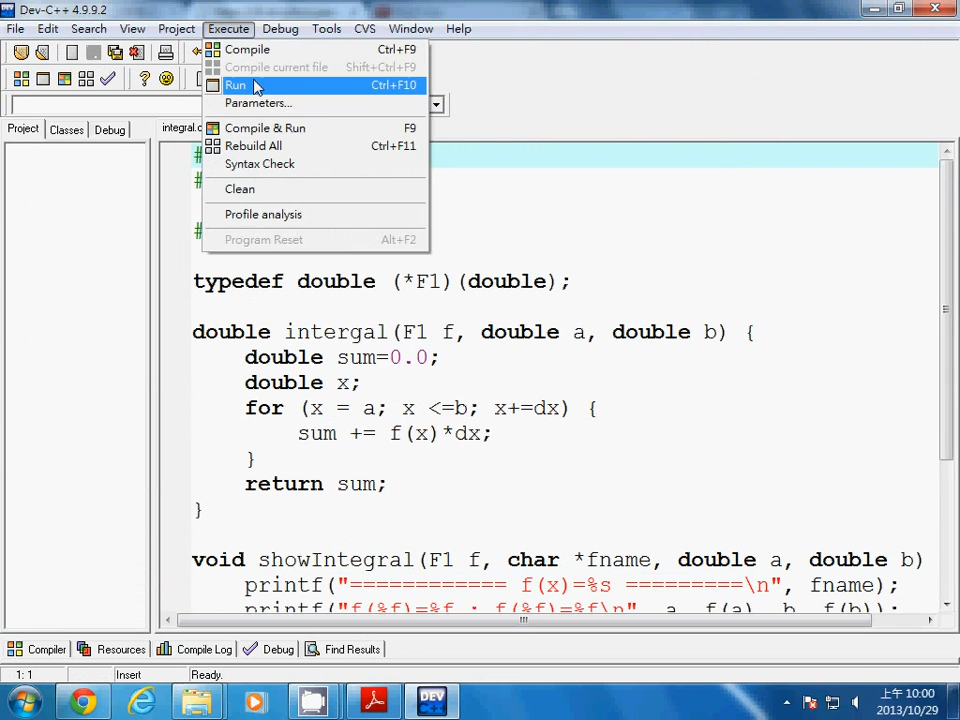 Dev-C++ 4.9.9.2
File Edit Search View Project Execute Debug Tools CVS Window Help
Compile Ctrl+F9
Compile current file Shift+Ctrl+F9
Run Ctrl+F10
Parameters...
Compile & Run F9
Rebuild All Ctrl+F11
Syntax Check
Clean
Profile analysis
Program Reset Alt+F2
Project Classes Debug
integral.c
#
#
#
typedef double (*F1)(double);
double intergal(F1 f, double a, double b) {
double sum=0.0;
double x;
for (x = a; x <=b; x+=dx) {
sum += f(x)*dx;
}
return sum;
}
void showIntegral(F1 f, char *fname, double a, double b)
printf("============ f(x)=%s =========\n", fname);
printf("f(%f)=%f ; f(%f)=%f\n", a, f(a), b, f(b));
Compiler Resources Compile Log Debug Find Results
1: 1 Insert Ready.
DEV
C++
上午 10:00
2013/10/29